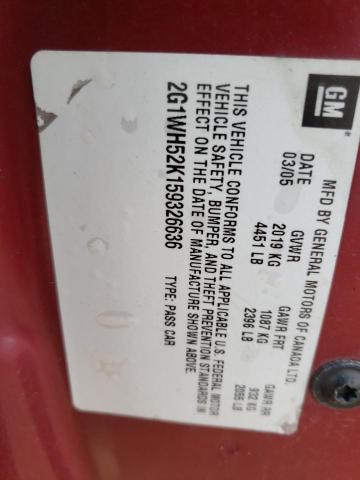 GM
MFD BY GENERAL MOTORS OF CANADA LTD.
DATE GVWR GAWR FRT GAWR RR
03/05 2019 KG 1087 KG 932 KG
4451 LB 2396 LB 2055 LB
THIS VEHICLE CONFORMS TO ALL APPLICABLE U.S. FEDERAL MOTOR
VEHICLE SAFETY, BUMPER, AND THEFT PREVENTION STANDARDS IN
EFFECT ON THE DATE OF MANUFACTURE SHOWN ABOVE.
2G1WH52K159326636
TYPE: PASS CAR